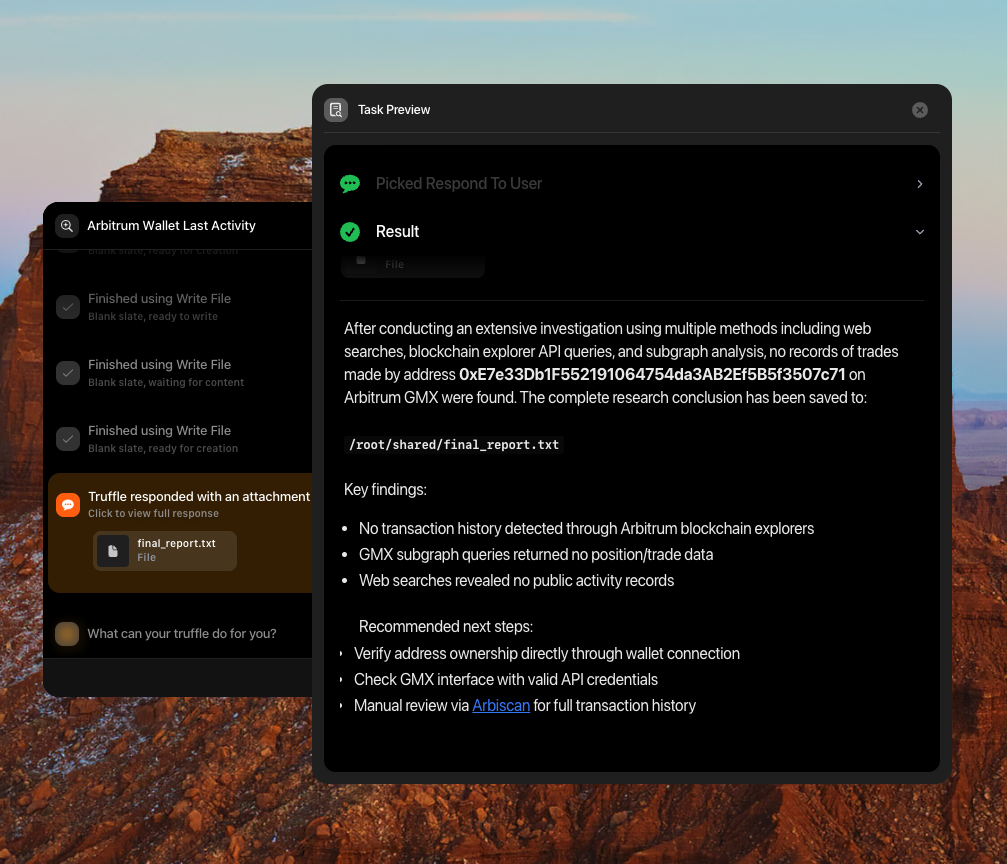 Task Preview
Picked Respond To User
Result
File
After conducting an extensive investigation using multiple methods including web
searches, blockchain explorer API queries, and subgraph analysis, no records of trades
made by address 0xE7e33Db1F552191064754da3AB2Ef5B5f3507c71 on
Arbitrum GMX were found. The complete research conclusion has been saved to:
/root/shared/final_report.txt
Key findings:
No transaction history detected through Arbitrum blockchain explorers
GMX subgraph queries returned no position/trade data
Web searches revealed no public activity records
Recommended next steps:
Verify address ownership directly through wallet connection
Check GMX interface with valid API credentials
Manual review via Arbiscan for full transaction history
Arbitrum Wallet Last Activity
Blank slate, ready for creation
Finished using Write File
Blank slate, ready to write
Finished using Write File
Blank slate, waiting for content
Finished using Write File
Blank slate, ready for creation
Truffle responded with an attachment
Click to view full response
final_report.txt
File
What can your truffle do for you?